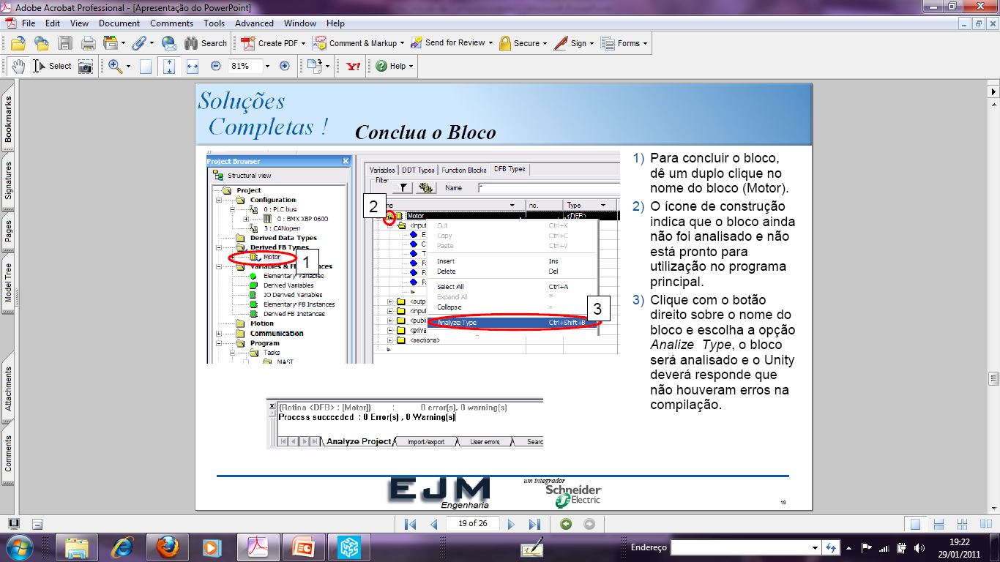 Adobe Acrobat Professional - [Apresentação do PowerPoint]
File Edit View Document Comments Tools Advanced Window Help
Search Create PDF Comment & Markup Send for Review Secure Sign Forms
Select 81% Y! Help
Bookmarks
Signatures
Pages
Model Tree
Attachments
Comments
Soluções
Completas !
Conclua o Bloco
Project Browser
Structural view
Project
Configuration
0 : PLC bus
0 : BMX XBP 0600
3 : CANopen
Derived Data Types
Derived FB Types
Motor
1
Elementary Variables
Derived Variables
IO Derived Variables
Elementary FB Instances
Derived FB Instances
Motion
Communication
Program
Tasks
MAST
Variables DDT Types Function Blocks DFB Types
Filter
Name *
2
no. Type
Motor <DFB>
<input
E
C
T
F
F
F
<outp
<input
<public
<priva
<sections>
Cut Ctrl+X
Copy Ctrl+C
Paste Ctrl+V
Insert Ins
Delete Del
Select All Ctrl+A
Expand All *
Collapse -
Analyze Type Ctrl+Shift+B
3
1) Para concluir o bloco,
dê um duplo clique no
nome do bloco (Motor).
2) O ícone de construção
indica que o bloco ainda
não foi analisado e não
está pronto para
utilização no programa
principal.
3) Clique com o botão
direito sobre o nome do
bloco e escolha a opção
Analize Type, o bloco
será analisado e o Unity
deverá responde que
não houveram erros na
compilação.
{Rotina <DFB> : [Motor]} : 0 error(s), 0 warning(s)
Process succeeded : 0 Error(s) , 0 Warning(s)
Analyze Project Import/export User errors Searc
EJM
Engenharia
um integrador
Schneider
Electric
19
19 of 26
Endereço
19:22
29/01/2011